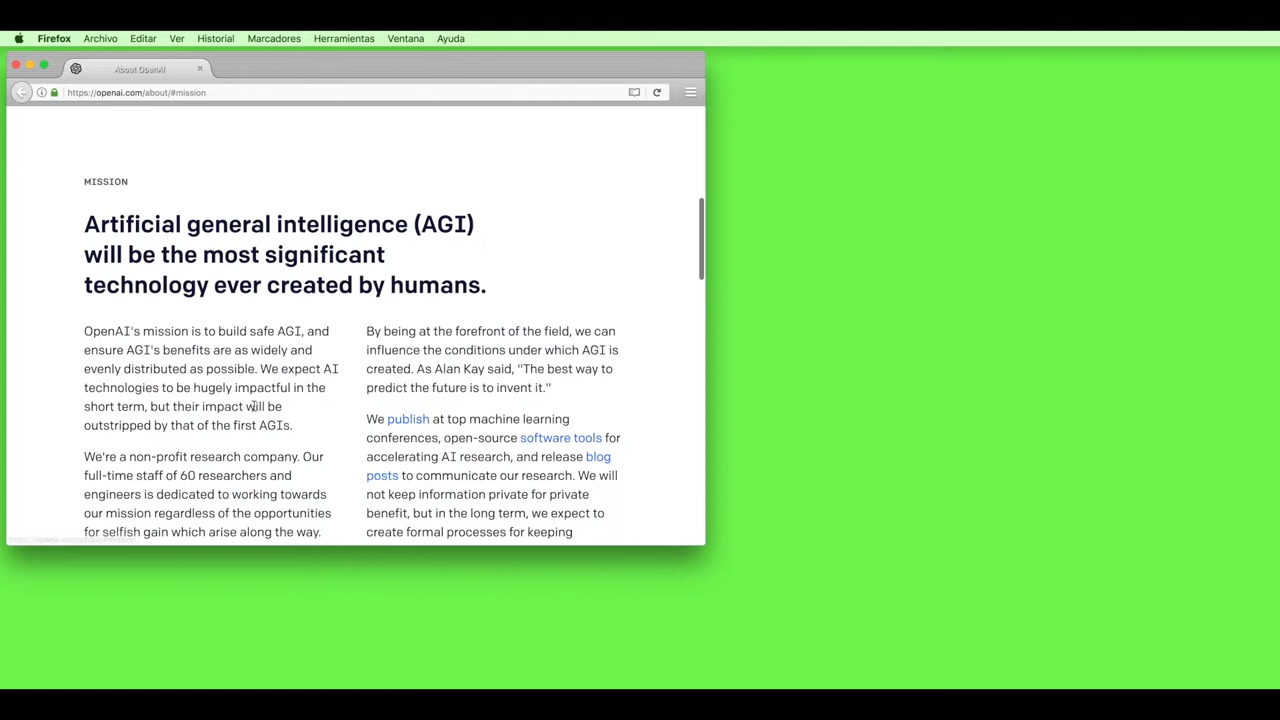 Firefox Archivo Editar Ver Historial Marcadores Herramientas Ventana Ayuda
About OpenAI
https://openai.com/about/#mission
MISSION
Artificial general intelligence (AGI)
will be the most significant
technology ever created by humans.
OpenAI's mission is to build safe AGI, and
ensure AGI's benefits are as widely and
evenly distributed as possible. We expect AI
technologies to be hugely impactful in the
short term, but their impact will be
outstripped by that of the first AGIs.
We're a non-profit research company. Our
full-time staff of 60 researchers and
engineers is dedicated to working towards
our mission regardless of the opportunities
for selfish gain which arise along the way.
By being at the forefront of the field, we can
influence the conditions under which AGI is
created. As Alan Kay said, "The best way to
predict the future is to invent it."
We publish at top machine learning
conferences, open-source software tools for
accelerating AI research, and release blog
posts to communicate our research. We will
not keep information private for private
benefit, but in the long term, we expect to
create formal processes for keeping
https://openai.com/about/#mission